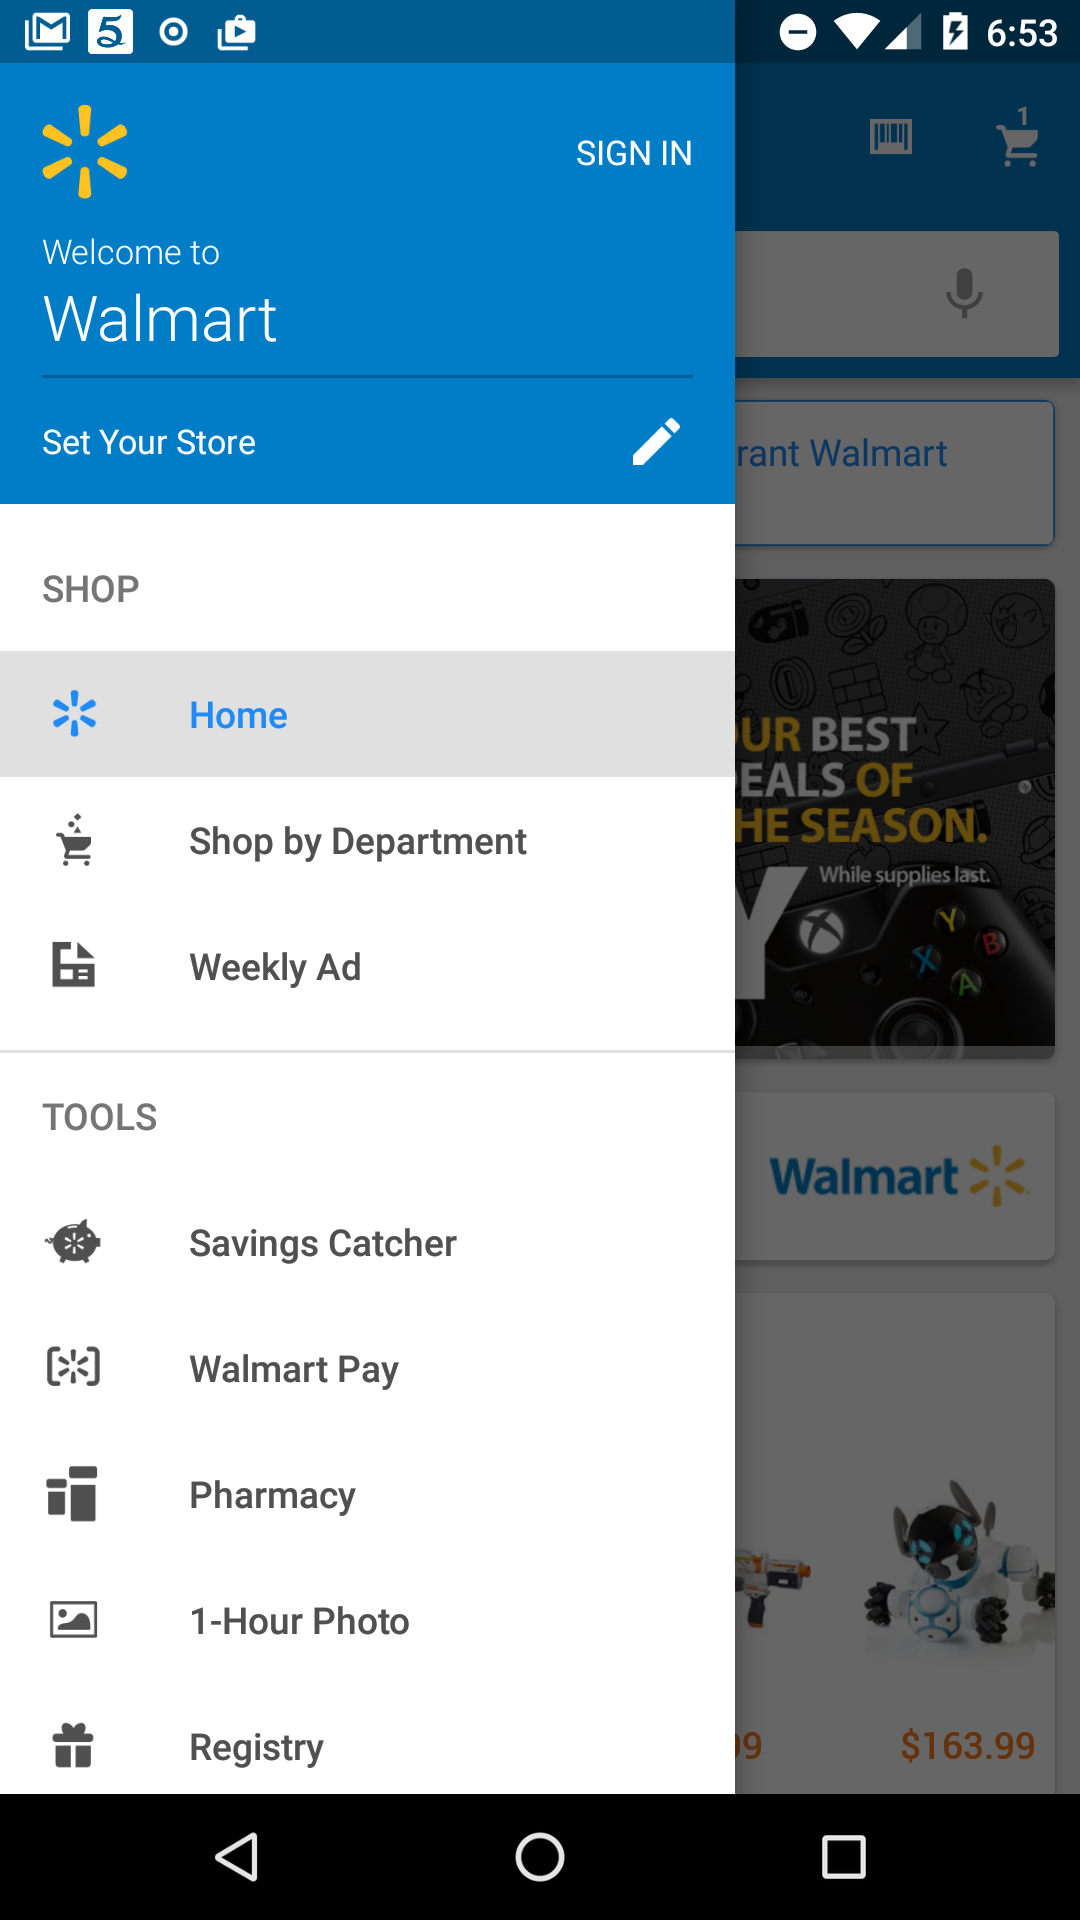 5 6:53
1
SIGN IN
Welcome to
Walmart
Set Your Store
rant Walmart
SHOP
Home
Shop by Department
Weekly Ad
UR BEST
EALS OF
HE SEASON.
While supplies last.
Y
Y
B
X
A
TOOLS
Walmart
Savings Catcher
Walmart Pay
Pharmacy
1-Hour Photo
Registry
99
$163.99